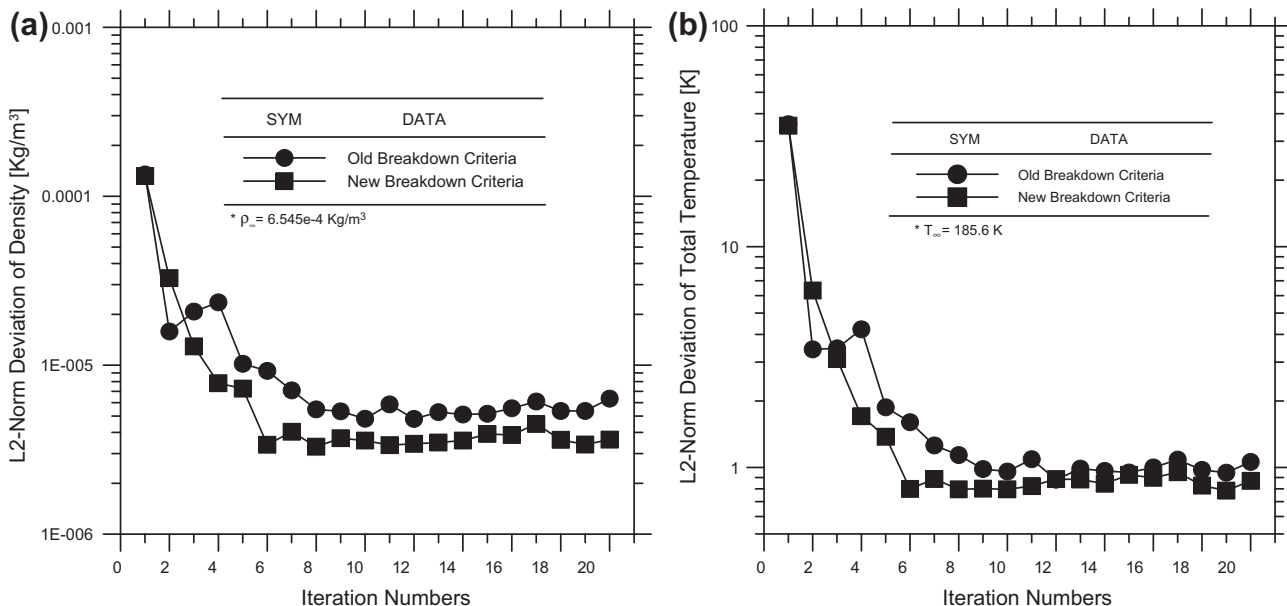 (a)
0.001
0.0001
1E-005
1E-006
L2-Norm Deviation of Density [Kg/m³]
SYM DATA
Old Breakdown Criteria
New Breakdown Criteria
* ρ∞= 6.545e-4 Kg/m³
0 2 4 6 8 10 12 14 16 18 20
Iteration Numbers
(b)
100
10
1
L2-Norm Deviation of Total Temperature [K]
SYM DATA
Old Breakdown Criteria
New Breakdown Criteria
* T∞= 185.6 K
0 2 4 6 8 10 12 14 16 18 20
Iteration Numbers